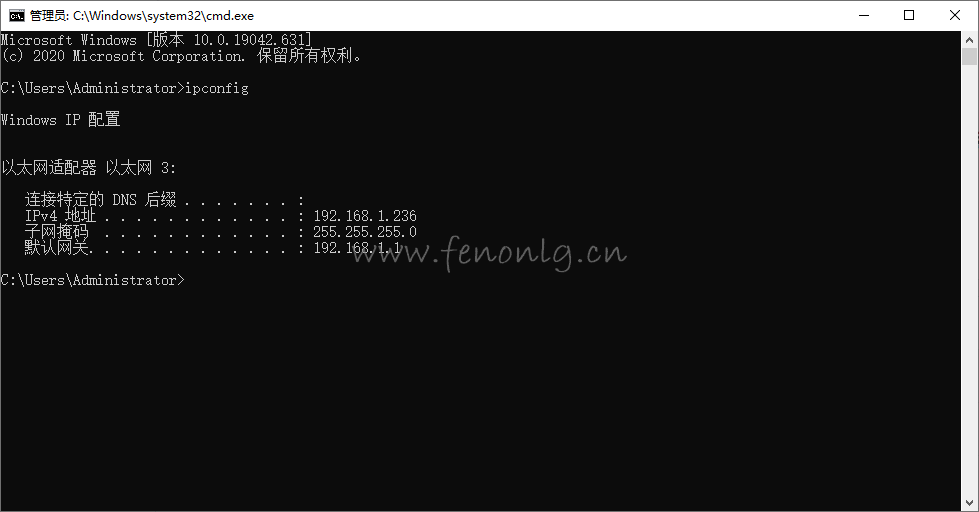 管理员: C:\Windows\system32\cmd.exe
Microsoft Windows [版本 10.0.19042.631]
(c) 2020 Microsoft Corporation. 保留所有权利。
C:\Users\Administrator>ipconfig
Windows IP 配置
以太网适配器 以太网 3:
连接特定的 DNS 后缀 . . . . . . . :
IPv4 地址 . . . . . . . . . . . . : 192.168.1.236
子网掩码  . . . . . . . . . . . . : 255.255.255.0
默认网关. . . . . . . . . . . . . : 192.168.1.1
www.fenonlg.cn
C:\Users\Administrator>